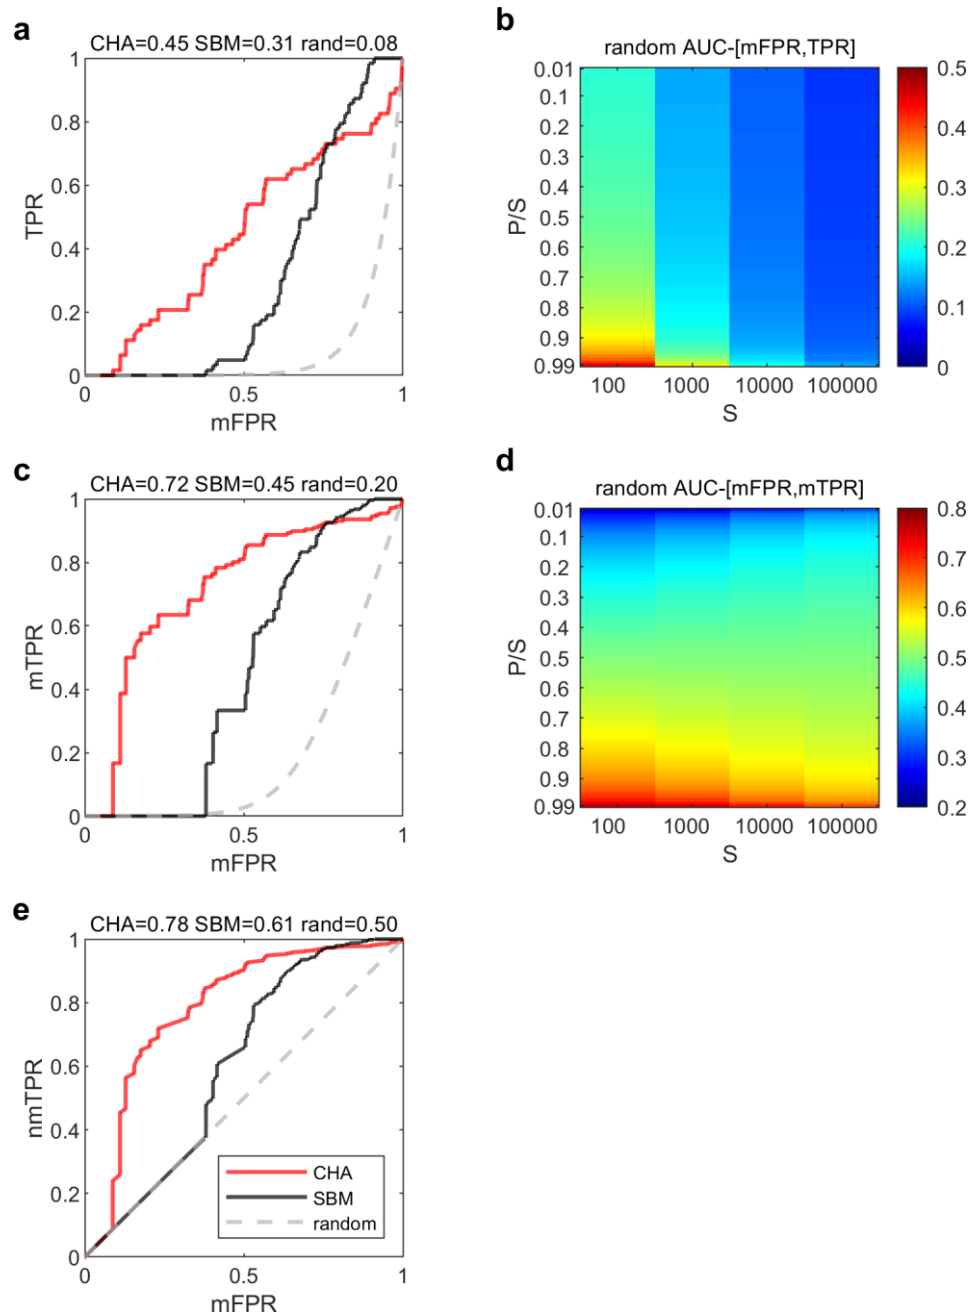 a
CHA=0.45 SBM=0.31 rand=0.08
1
0.8
0.6
0.4
0.2
0
TPR
0 0.5 1
mFPR
b
random AUC-[mFPR,TPR]
0.01
0.1
0.2
0.3
0.4
0.5
0.6
0.7
0.8
0.9
0.99
P/S
100 1000 10000 100000
S
0.5
0.4
0.3
0.2
0.1
0
c
CHA=0.72 SBM=0.45 rand=0.20
1
0.8
0.6
0.4
0.2
0
mTPR
0 0.5 1
mFPR
d
random AUC-[mFPR,mTPR]
0.01
0.1
0.2
0.3
0.4
0.5
0.6
0.7
0.8
0.9
0.99
P/S
100 1000 10000 100000
S
0.8
0.7
0.6
0.5
0.4
0.3
0.2
e
CHA=0.78 SBM=0.61 rand=0.50
1
0.8
0.6
0.4
0.2
0
nmTPR
CHA
SBM
random
0 0.5 1
mFPR